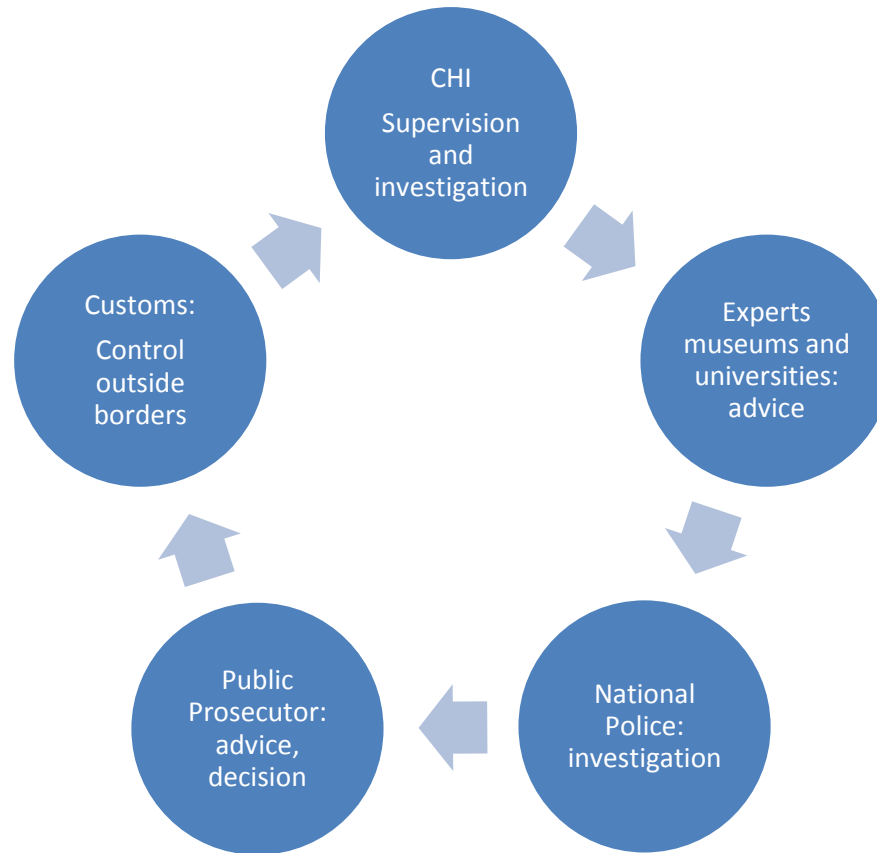 CHI
Supervision
and
investigation
Experts
museums and
universities:
advice
National
Police:
investigation
Public
Prosecutor:
advice,
decision
Customs:
Control
outside
borders